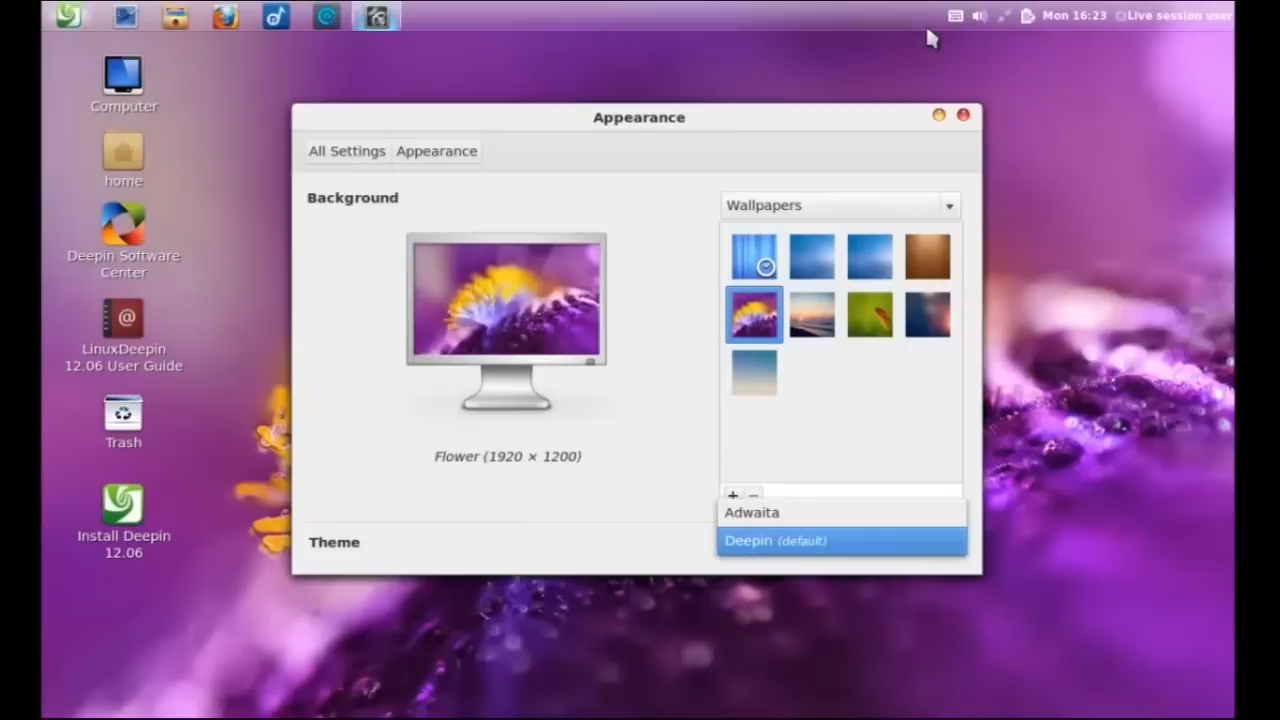 Mon 16:23
Live session user
Computer
home
Deepin Software
Center
LinuxDeepin
12.06 User Guide
Trash
Install Deepin
12.06
Appearance
All Settings
Appearance
Background
Wallpapers
Flower (1920 × 1200)
+ −
Adwaita
Deepin (default)
Theme